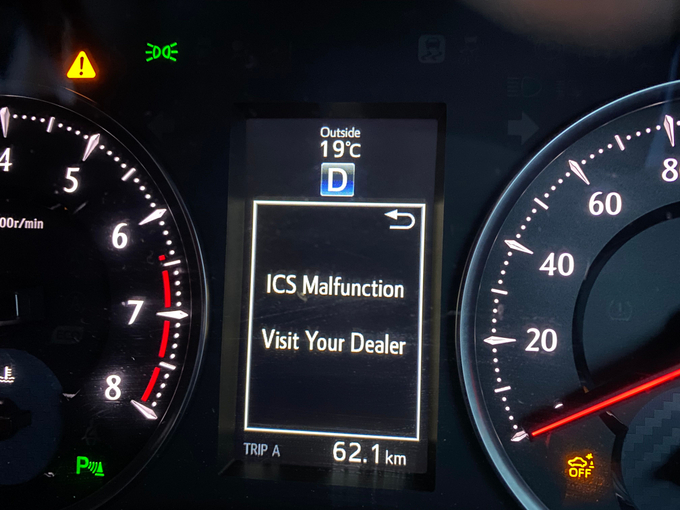 4
5
6
7
8
00r/min
Outside
19°C
D
ICS Malfunction
Visit Your Dealer
TRIP A 62.1 km
80
60
40
20
P
OFF